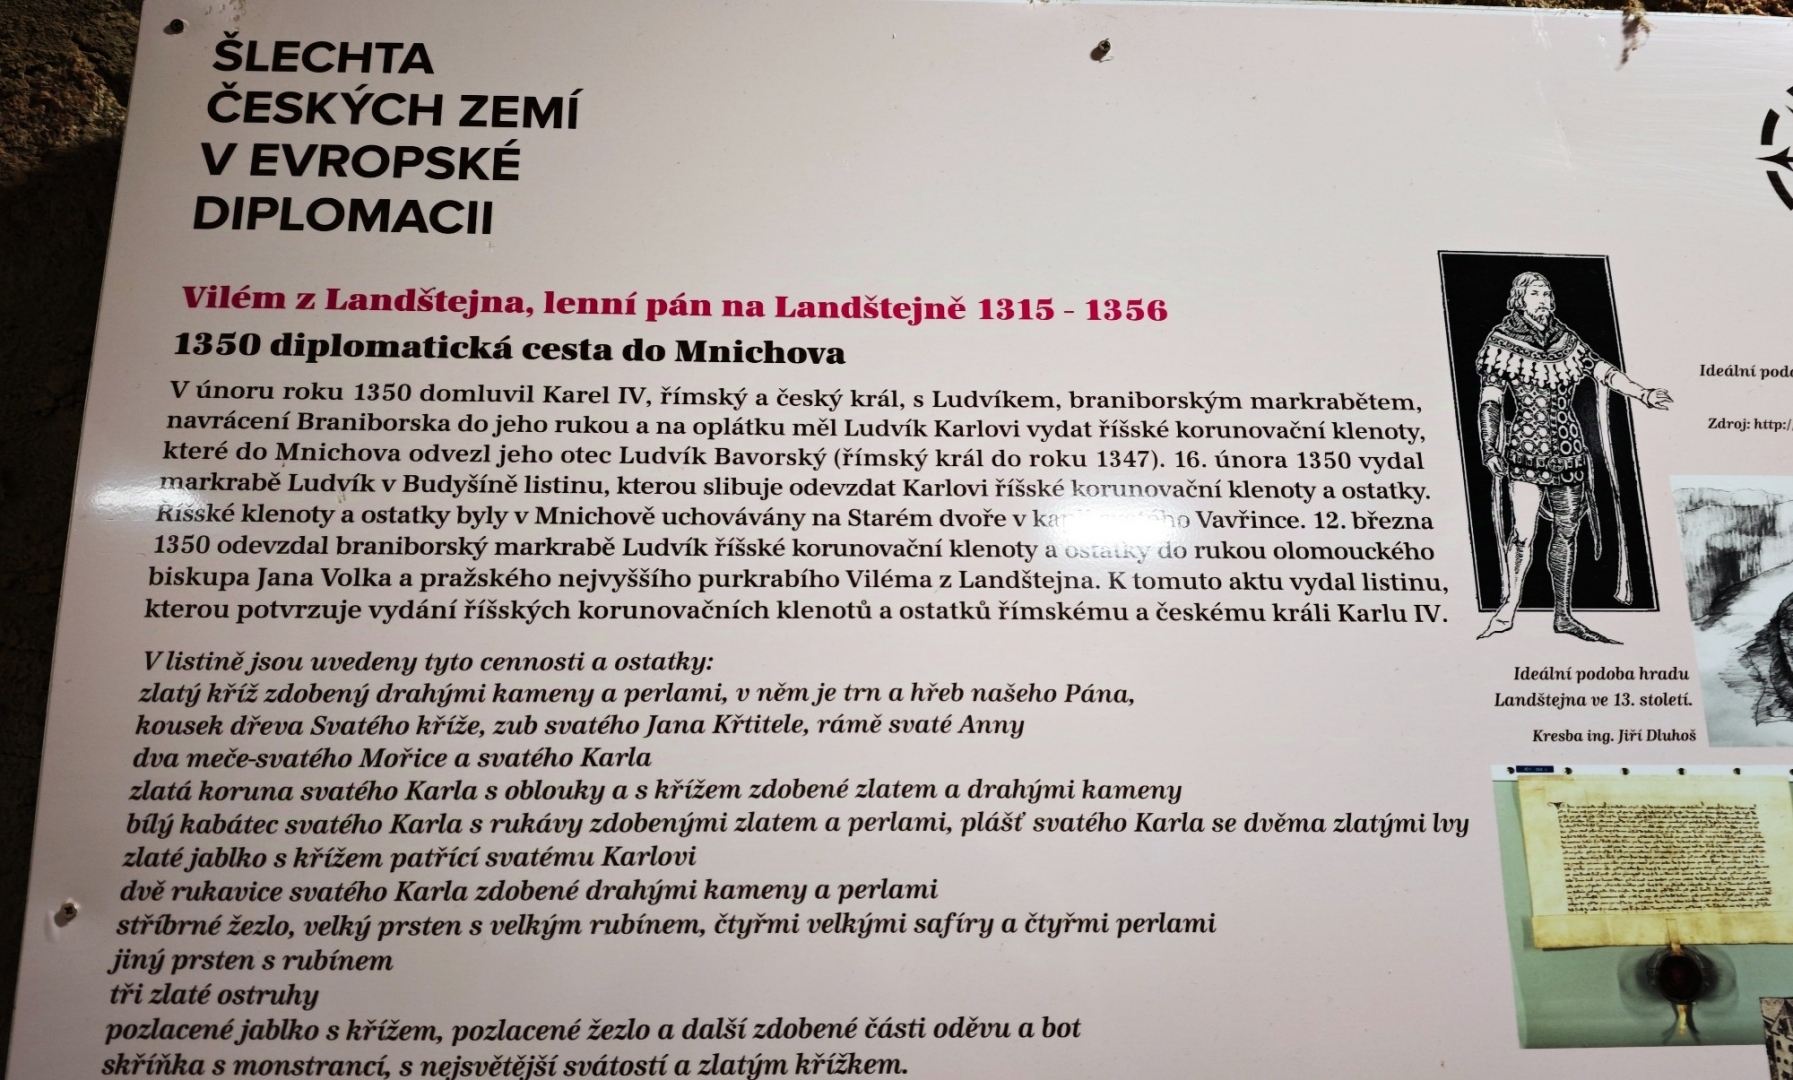 ŠLECHTA
ČESKÝCH ZEMÍ
V EVROPSKÉ
DIPLOMACII
Vilém z Landštejna, lenní pán na Landštejně 1315 - 1356
1350 diplomatická cesta do Mnichova
V únoru roku 1350 domluvil Karel IV, římský a český král, s Ludvíkem, braniborským markrabětem,
navrácení Braniborska do jeho rukou a na oplátku měl Ludvík Karlovi vydat říšské korunovační klenoty,
které do Mnichova odvezl jeho otec Ludvík Bavorský (římský král do roku 1347). 16. února 1350 vydal
markrabě Ludvík v Budyšíně listinu, kterou slibuje odevzdat Karlovi říšské korunovační klenoty a ostatky.
Říšské klenoty a ostatky byly v Mnichově uchovávány na Starém dvoře v Vavřince. 12. března
1350 odevzdal braniborský markrabě Ludvík říšské korunovační klenoty a ostatky do rukou olomouckého
biskupa Jana Volka a pražského nejvyššího purkrabího Viléma z Landštejna. K tomuto aktu vydal listinu,
kterou potvrzuje vydání říšských korunovačních klenotů a ostatků římskému a českému králi Karlu IV.
V listině jsou uvedeny tyto cennosti a ostatky:
zlatý kříž zdobený drahými kameny a perlami, v něm je trn a hřeb našeho Pána,
kousek dřeva Svatého kříže, zub svatého Jana Křtitele, rámě svaté Anny
dva meče-svatého Mořice a svatého Karla
zlatá koruna svatého Karla s oblouky a s křížem zdobené zlatem a drahými kameny
bílý kabátec svatého Karla s rukávy zdobenými zlatem a perlami, plášť svatého Karla se dvěma zlatými lvy
zlaté jablko s křížem patřící svatému Karlovi
dvě rukavice svatého Karla zdobené drahými kameny a perlami
stříbrné žezlo, velký prsten s velkým rubínem, čtyřmi velkými safíry a čtyřmi perlami
jiný prsten s rubínem
tři zlaté ostruhy
pozlacené jablko s křížem, pozlacené žezlo a další zdobené části oděvu a bot
skříňka s monstrancí, s nejsvětější svátostí a zlatým křížkem.
Ideální
Zdroj: http:/
Ideální podoba hradu
Landštejna ve 13. století.
Kresba ing. Jiří Dluhoš